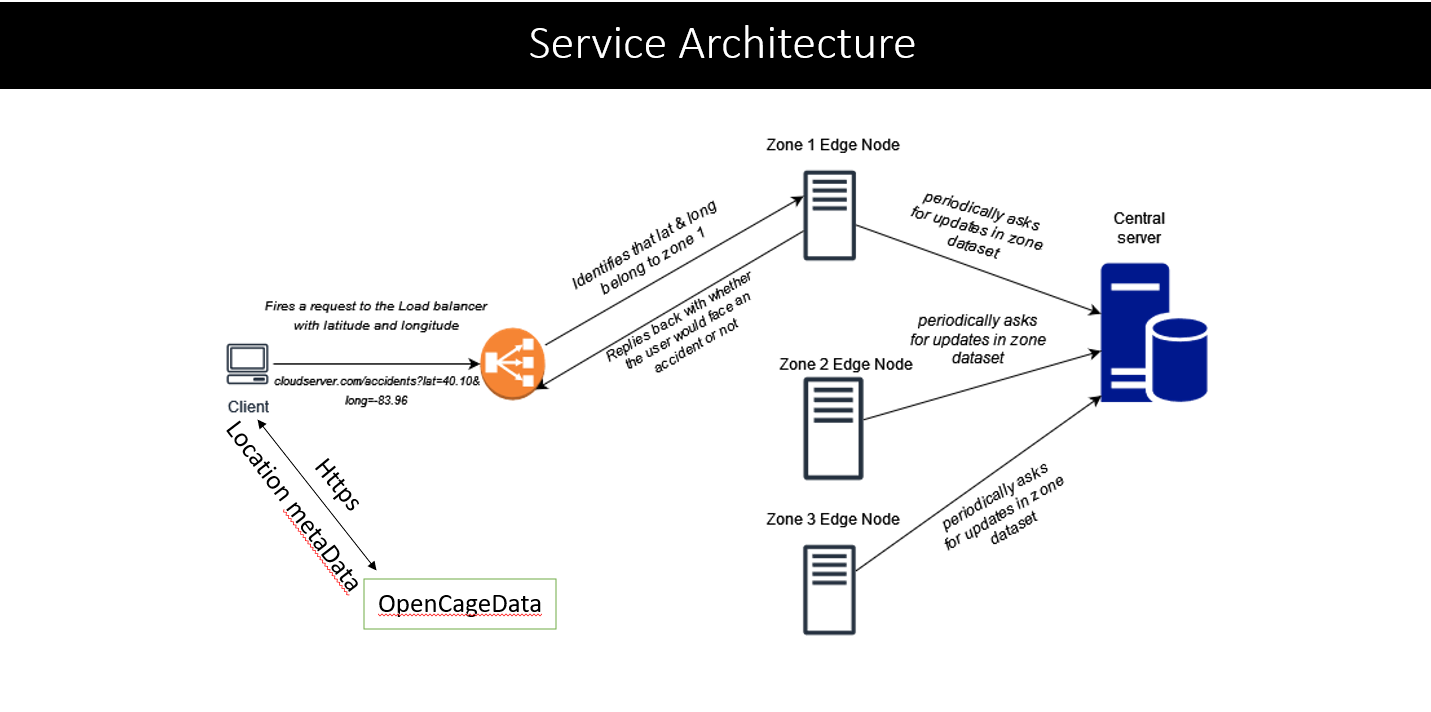 Service Architecture
Zone 1 Edge Node
periodically asks
for updates in zone
dataset
Central
server
Identifies that lat & long
belong to zone 1
Replies back with whether
the user would face an
accident or not
Fires a request to the Load balancer
with latitude and longitude
cloudserver.com/accidents?lat=40.10&
long=-83.96
Client
periodically asks
for updates in zone
dataset
Zone 2 Edge Node
Https
Location metaData
OpenCageData
Zone 3 Edge Node
periodically asks
for updates in zone
dataset